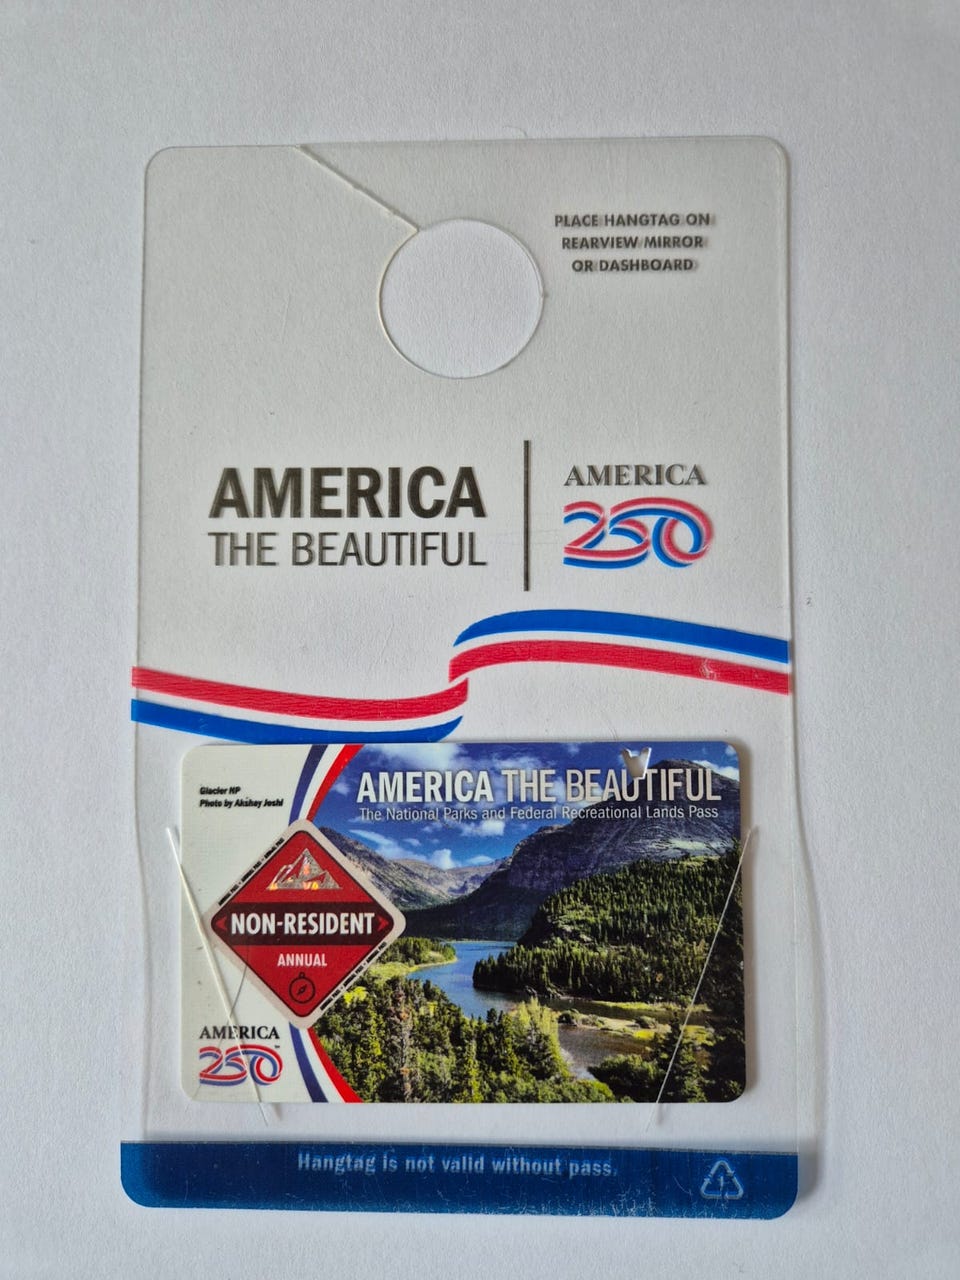 PLACE HANGTAG ON
REARVIEW MIRROR
OR DASHBOARD
AMERICA
THE BEAUTIFUL
AMERICA
250
Glacier NP
Photo by Akshay Joshi
AMERICA THE BEAUTIFUL
The National Parks and Federal Recreational Lands Pass
NON-RESIDENT
ANNUAL
AMERICA
250
Hangtag is not valid without pass.
1